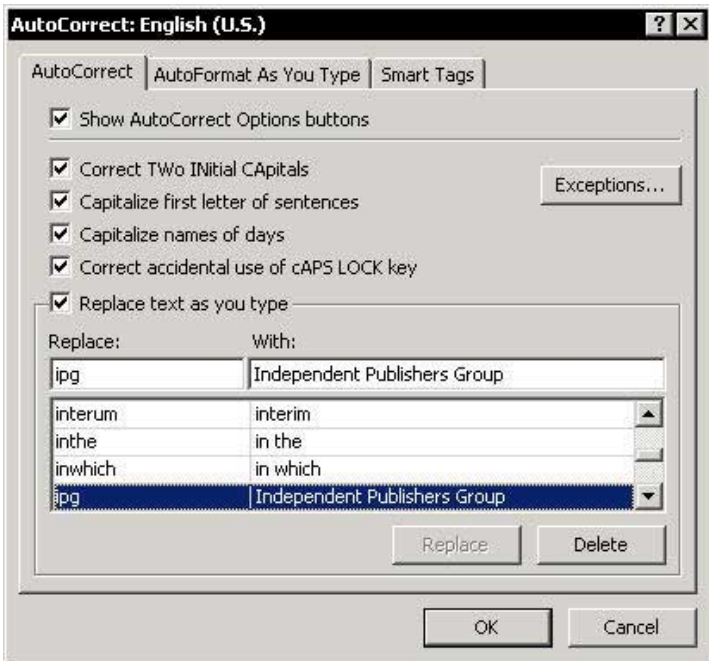 AutoCorrect: English (U.S.)
AutoCorrect AutoFormat As You Type Smart Tags
Show AutoCorrect Options buttons
Correct TWo INitial CApitals
Exceptions...
Capitalize first letter of sentences
Capitalize names of days
Correct accidental use of cAPS LOCK key
Replace text as you type
Replace: With:
ipg Independent Publishers Group
interum interim
inthe in the
inwhich in which
ipg Independent Publishers Group
Replace Delete
OK Cancel